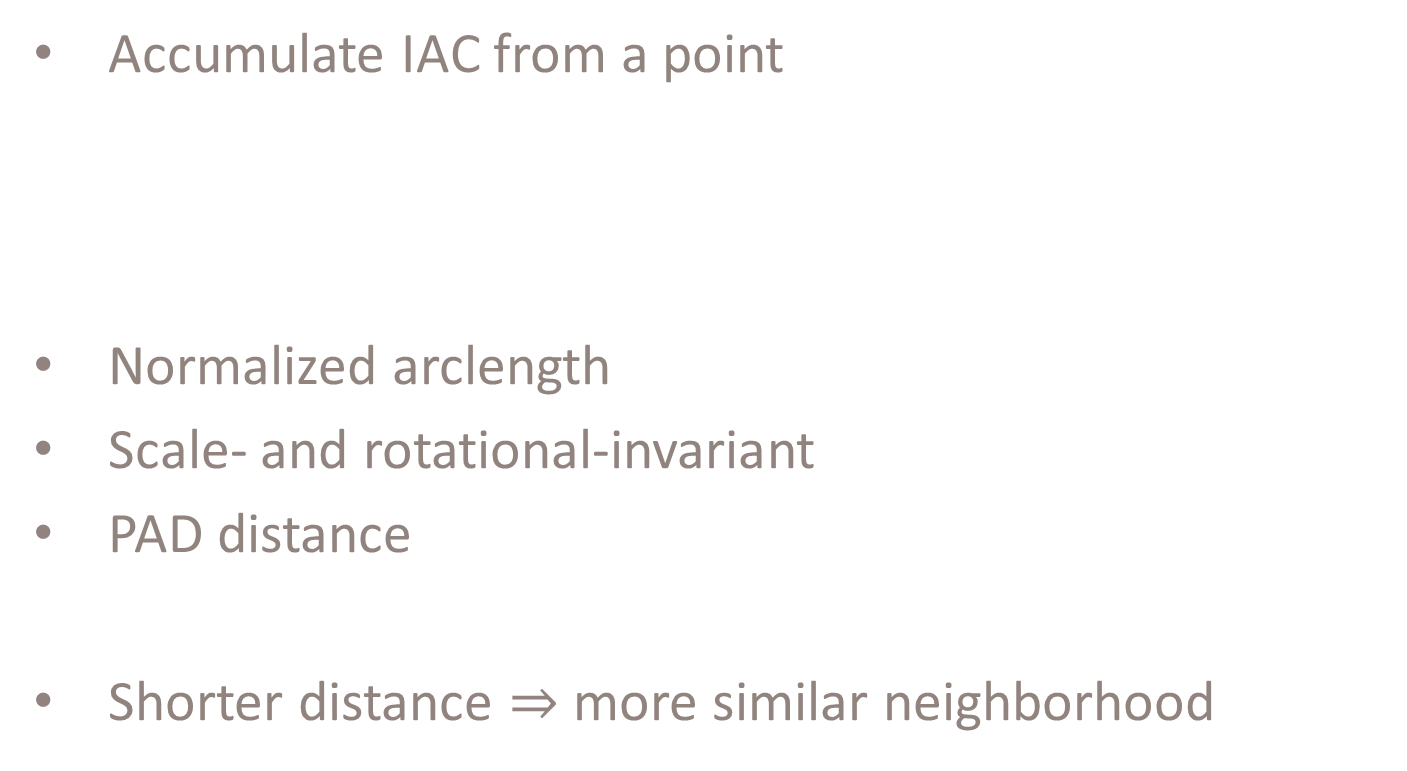 • Accumulate IAC from a point
• Normalized arclength
• Scale- and rotational-invariant
• PAD distance
• Shorter distance ⇒ more similar neighborhood